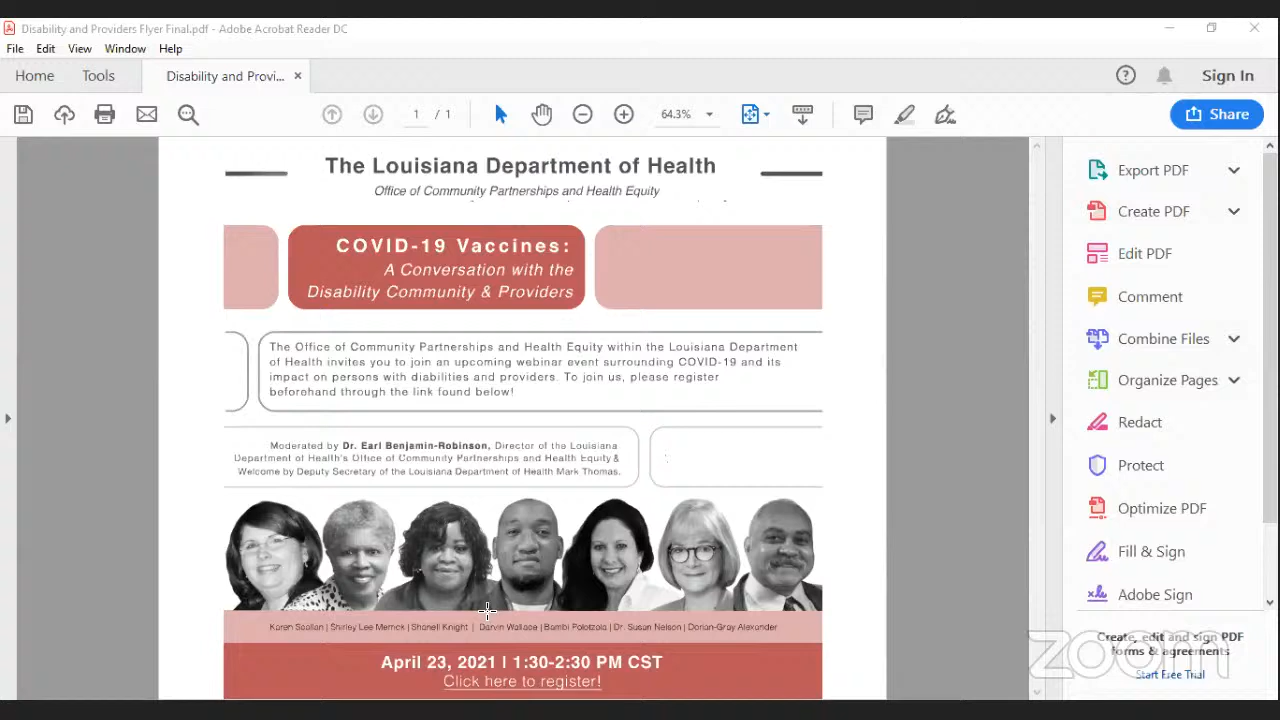 Disability and Providers Flyer Final.pdf - Adobe Acrobat Reader DC
File Edit View Window Help
Home Tools Disability and Provi... ×
Sign In
1 / 1
64.3%
Share
The Louisiana Department of Health
Office of Community Partnerships and Health Equity
COVID-19 Vaccines:
A Conversation with the
Disability Community & Providers
The Office of Community Partnerships and Health Equity within the Louisiana Department
of Health invites you to join an upcoming webinar event surrounding COVID-19 and its
impact on persons with disabilities and providers. To join us, please register
beforehand through the link found below!
Moderated by Dr. Earl Benjamin-Robinson, Director of the Louisiana
Department of Health's Office of Community Partnerships and Health Equity &
Welcome by Deputy Secretary of the Louisiana Department of Health Mark Thomas.
Karen Scallan | Shirley Lee Merrick | Shanell Knight | Darvin Wallace | Bambi Polotzola | Dr. Susan Nelson | Dorian-Gray Alexander
April 23, 2021 | 1:30-2:30 PM CST
Click here to register!
Export PDF
Create PDF
Edit PDF
Comment
Combine Files
Organize Pages
Redact
Protect
Optimize PDF
Fill & Sign
Adobe Sign
Create, edit and sign PDF
forms & agreements
Start Free Trial
zoom